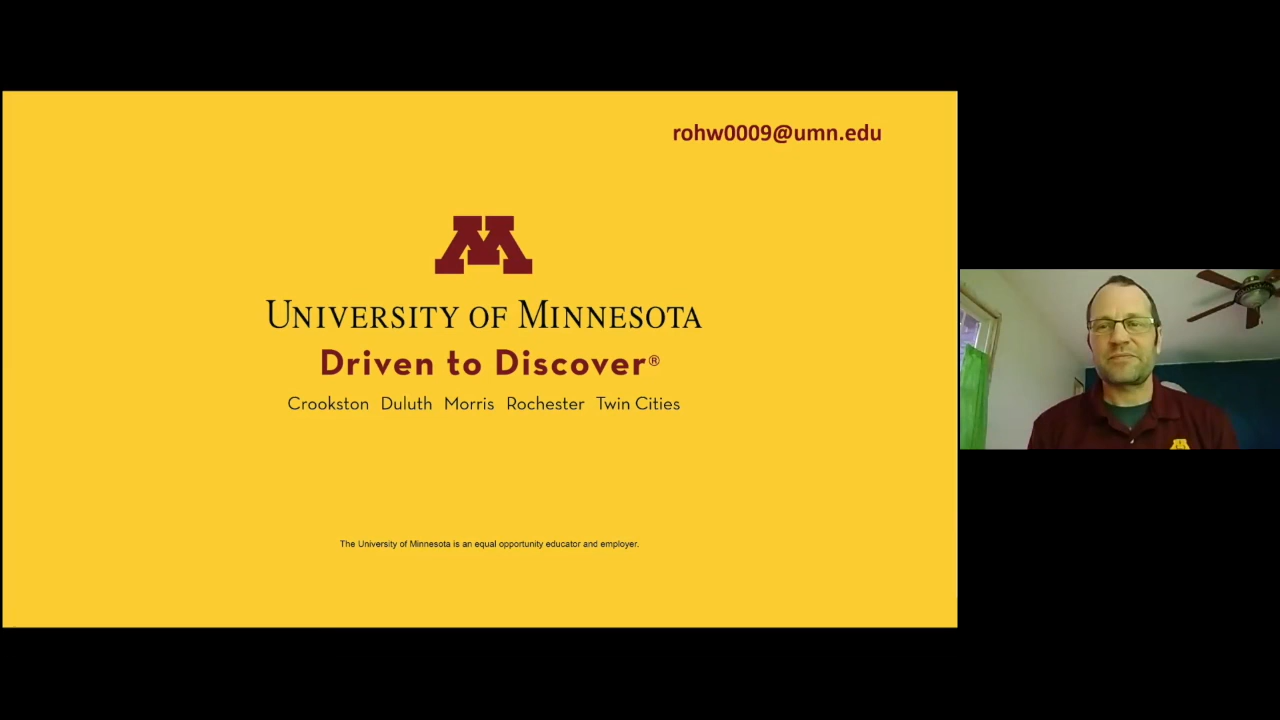 rohw0009@umn.edu
M
UNIVERSITY OF MINNESOTA
Driven to Discover®
Crookston Duluth Morris Rochester Twin Cities
The University of Minnesota is an equal opportunity educator and employer.